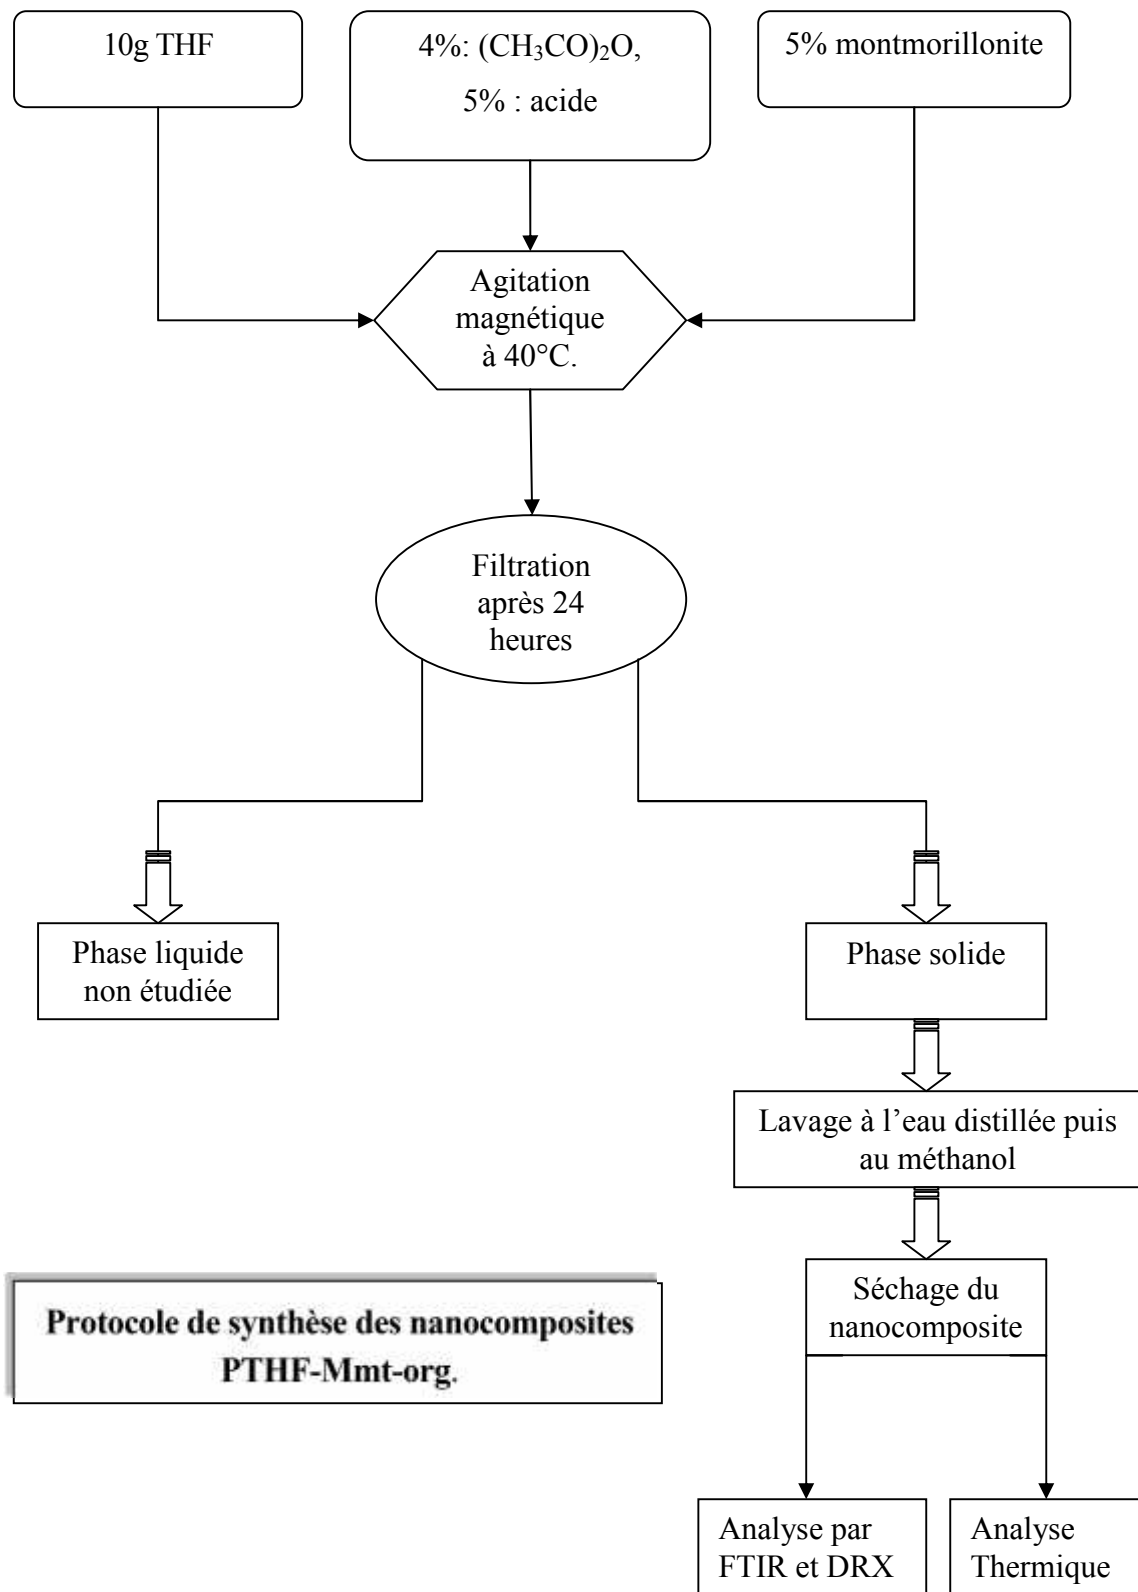 10g THF
4%: (CH₃CO)₂O,
5% : acide
5% montmorillonite
Agitation
magnétique
à 40°C.
Filtration
après 24
heures
Phase liquide
non étudiée
Phase solide
Lavage à l’eau distillée puis
au méthanol
Séchage du
nanocomposite
Protocole de synthèse des nanocomposites
PTHF-Mmt-org.
Analyse par
FTIR et DRX
Analyse
Thermique